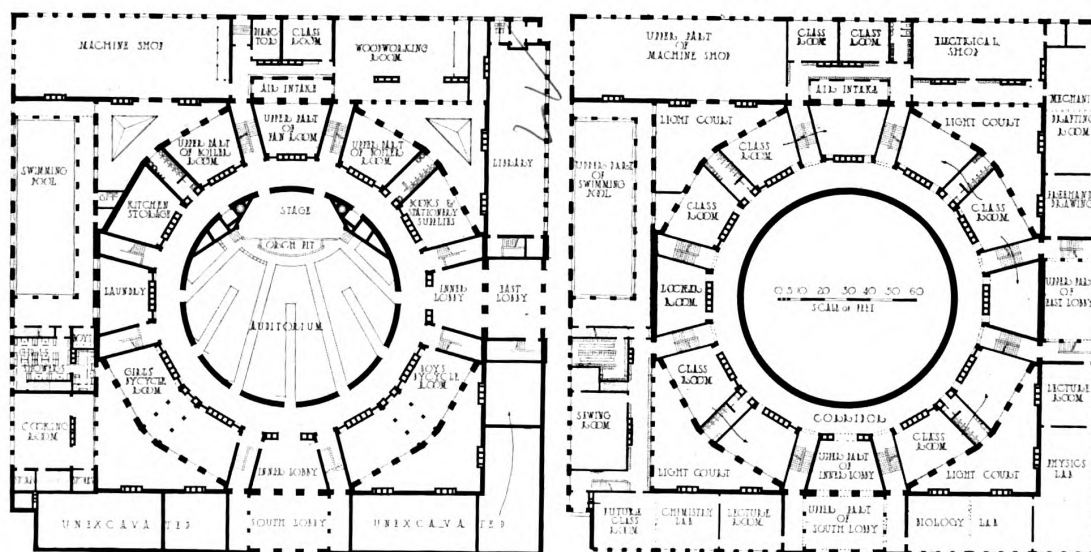 MACHINE SHOP
CLASS
ROOM
WOODWORKING
ROOM
AIR INTAKE
UPPER PART
OF
FAN ROOM
UPPER PART
OF BOILER
ROOM
UPPER PART
OF BOILER
ROOM
LIBRARY
SWIMMING
POOL
KITCHEN
STORAGE
STAGE
BOOKS &
STATIONERY
SUPPLIES
ORCH PIT
LAUNDRY
INNER
LOBBY
EAST
LOBBY
AUDITORIUM
SHOWERS
GIRLS
BYCYCLE
ROOM
BOYS
BYCYCLE
ROOM
COOKING
ROOM
INNER LOBBY
UNEXCAVATED
SOUTH LOBBY
UNEXCAVATED
UPPER PART
OF
MACHINE SHOP
CLASS
ROOM
CLASS
ROOM
ELECTRICAL
SHOP
AIR INTAKE
LIGHT COURT
LIGHT COURT
DRAFTING
ROOM
CLASS
ROOM
UPPER PART
OF
SWIMMING
POOL
CLASS
ROOM
CLASS
ROOM
FREEHAND
DRAWING
LOCKER
ROOM
0 5 10 20 30 40 50 60
SCALE OF FEET
UPPER PART
OF
EAST LOBBY
CLASS
ROOM
LECTURE
ROOM
SEWING
ROOM
CORRIDOR
CLASS
ROOM
LIGHT COURT
UPPER PART
OF
INNER LOBBY
LIGHT COURT
PHYSICS
LAB
FUTURE
CLASS
ROOM
CHEMISTRY
LAB
LECTURE
ROOM
UPPER PART
OF
SOUTH LOBBY
BIOLOGY LAB